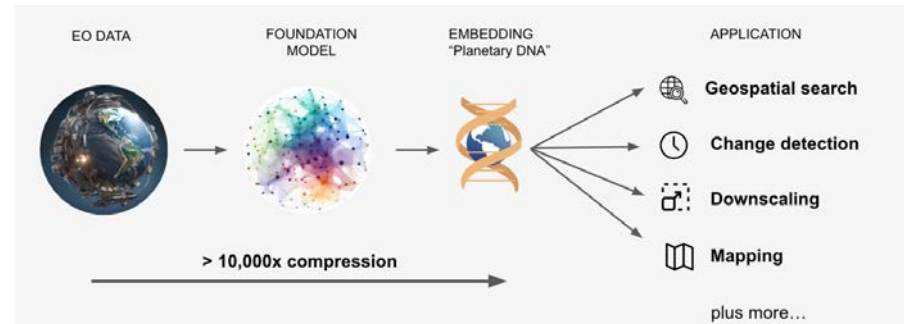 EO DATA
FOUNDATION
MODEL
EMBEDDING
“Planetary DNA”
APPLICATION
Geospatial search
Change detection
Downscaling
Mapping
plus more…
> 10,000x compression